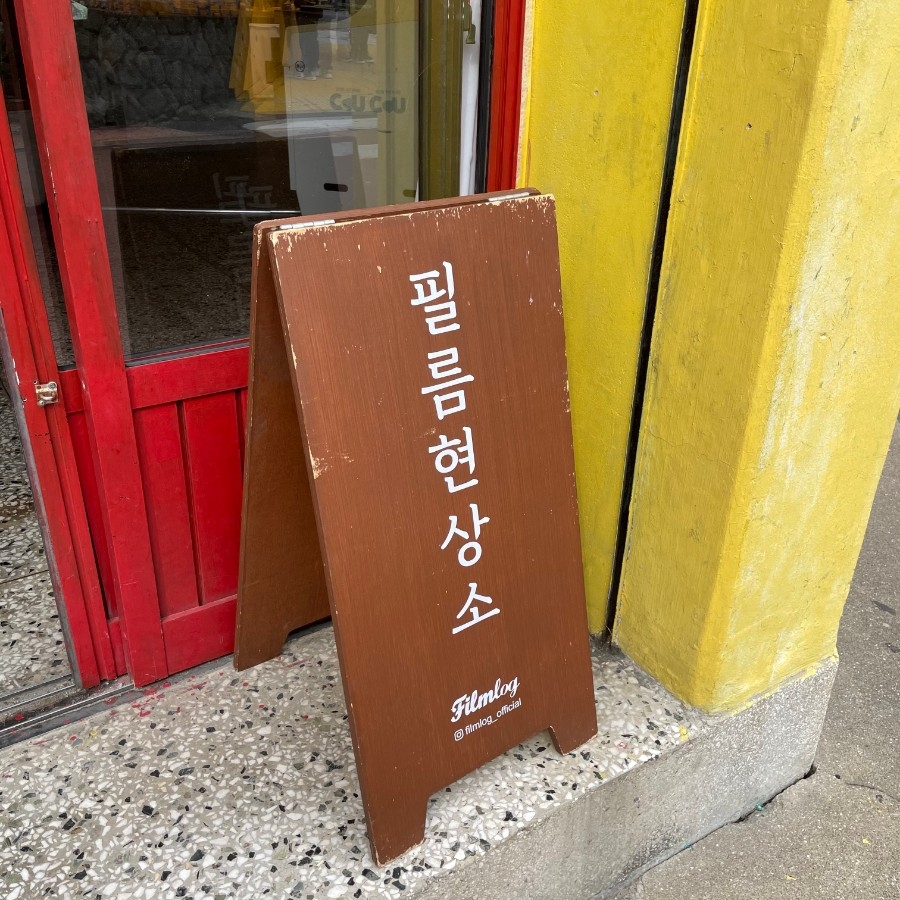 필름현상소
Filmlog
filmlog_official